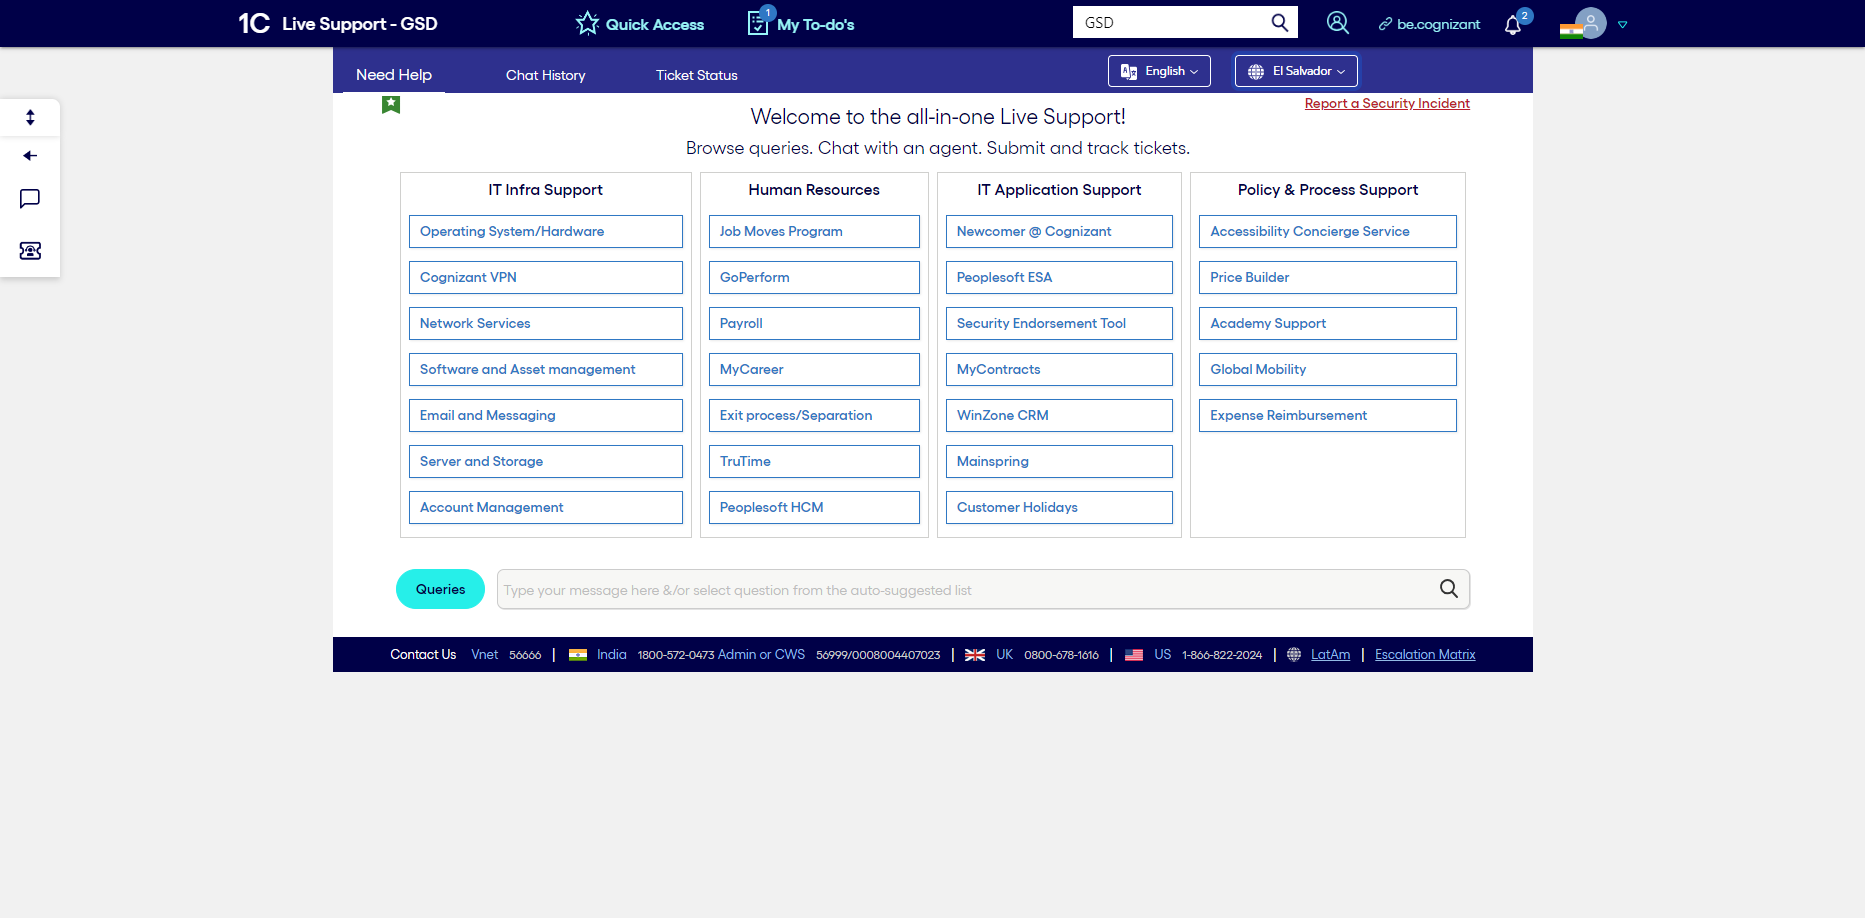 1C Live Support - GSD Quick Access 1 My To-do's GSD be.cognizant 2
Need Help Chat History Ticket Status English El Salvador
Report a Security Incident
Welcome to the all-in-one Live Support!
Browse queries. Chat with an agent. Submit and track tickets.
IT Infra Support
Operating System/Hardware
Cognizant VPN
Network Services
Software and Asset management
Email and Messaging
Server and Storage
Account Management
Human Resources
Job Moves Program
GoPerform
Payroll
MyCareer
Exit process/Separation
TruTime
Peoplesoft HCM
IT Application Support
Newcomer @ Cognizant
Peoplesoft ESA
Security Endorsement Tool
MyContracts
WinZone CRM
Mainspring
Customer Holidays
Policy & Process Support
Accessibility Concierge Service
Price Builder
Academy Support
Global Mobility
Expense Reimbursement
Queries Type your message here &/or select question from the auto-suggested list
Contact Us Vnet 56666 | India 1800-572-0473 Admin or CWS 56999/0008004407023 | UK 0800-678-1616 | US 1-866-822-2024 | LatAm | Escalation Matrix